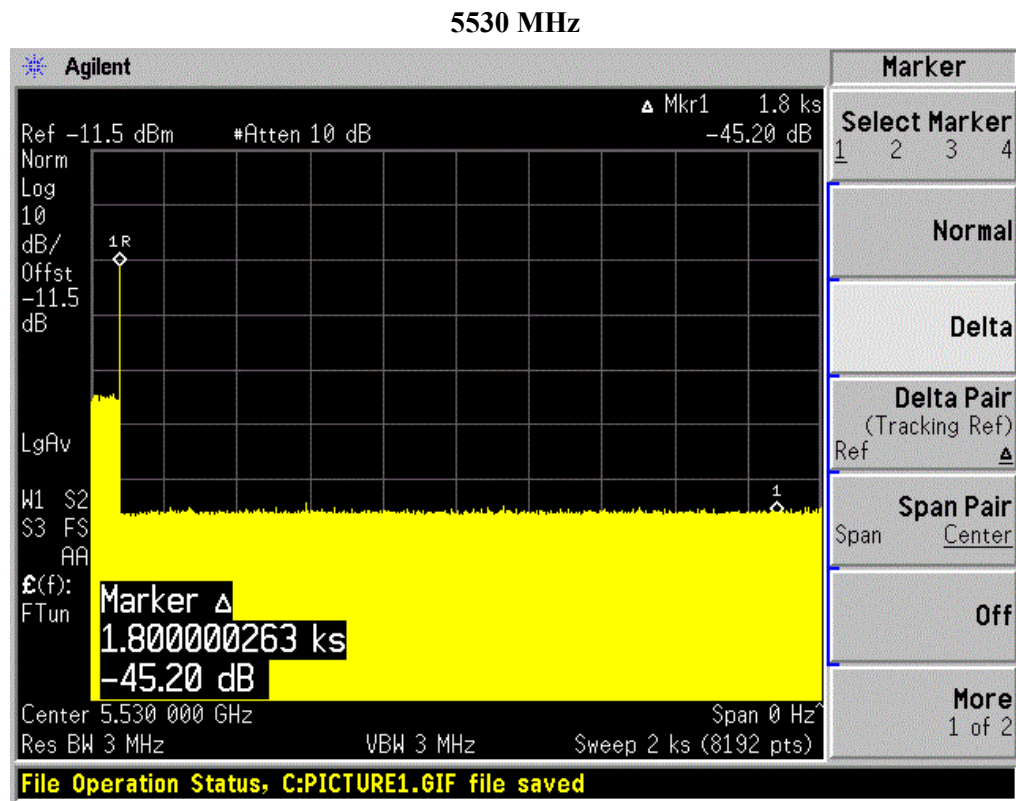 5530 MHz
Agilent
Marker
Δ Mkr1 1.8 ks
Ref -11.5 dBm #Atten 10 dB -45.20 dB
Norm
Log
10
dB/
Offst
-11.5
dB
1R
LgAv
1
W1 S2
S3 FS
AA
£(f):
FTun
Marker Δ
1.800000263 ks
-45.20 dB
Center 5.530 000 GHz Span 0 Hz^
Res BW 3 MHz VBW 3 MHz Sweep 2 ks (8192 pts)
File Operation Status, C:PICTURE1.GIF file saved
Select Marker
1 2 3 4
Normal
Delta
Delta Pair
(Tracking Ref)
Ref Δ
Span Pair
Span Center
Off
More
1 of 2